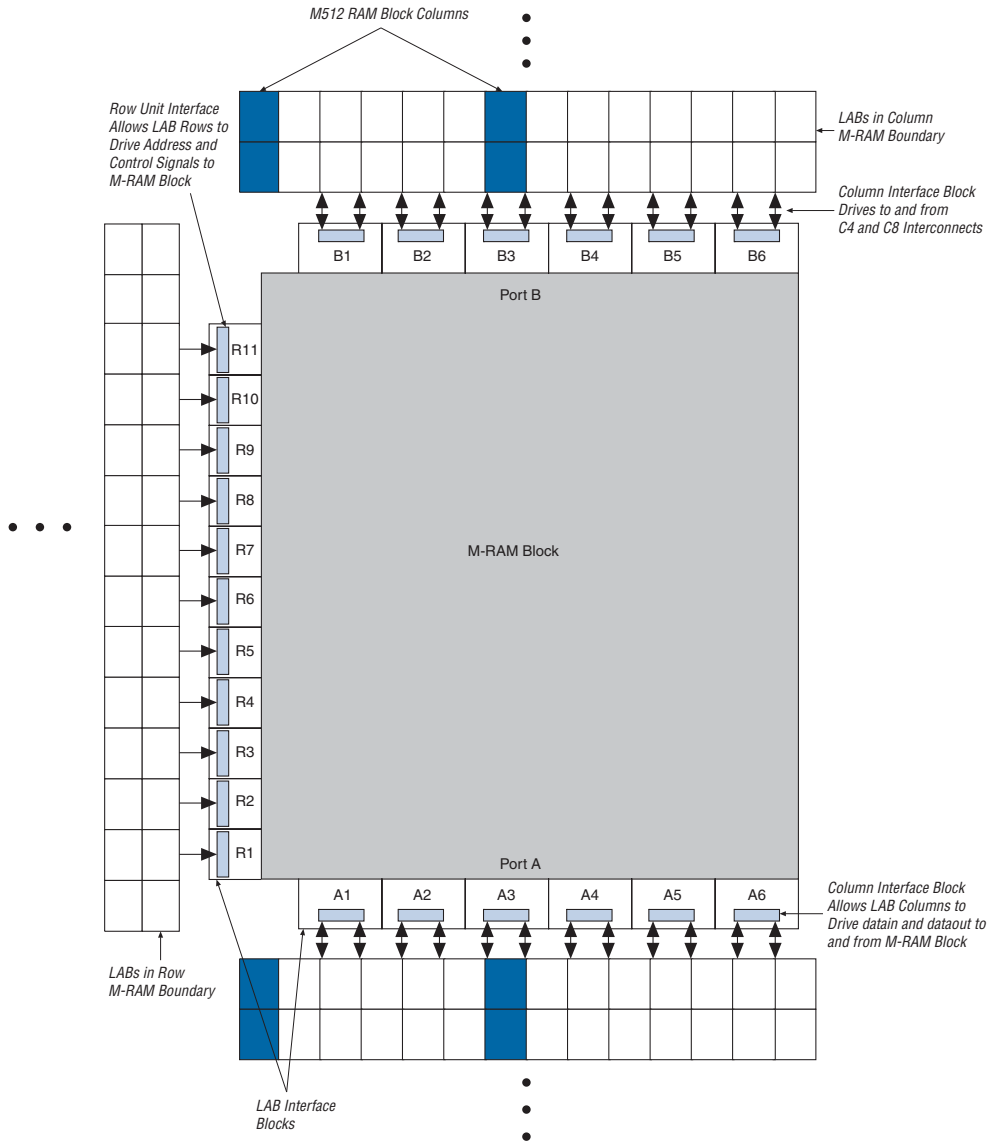 M512 RAM Block Columns
Row Unit Interface
Allows LAB Rows to
Drive Address and
Control Signals to
M-RAM Block
LABs in Column
M-RAM Boundary
Column Interface Block
Drives to and from
C4 and C8 Interconnects
B1
B2
B3
B4
B5
B6
Port B
R11
R10
R9
R8
R7
M-RAM Block
R6
R5
R4
R3
R2
R1
Port A
A1
A2
A3
A4
A5
A6
Column Interface Block
Allows LAB Columns to
Drive datain and dataout to
and from M-RAM Block
LABs in Row
M-RAM Boundary
LAB Interface
Blocks